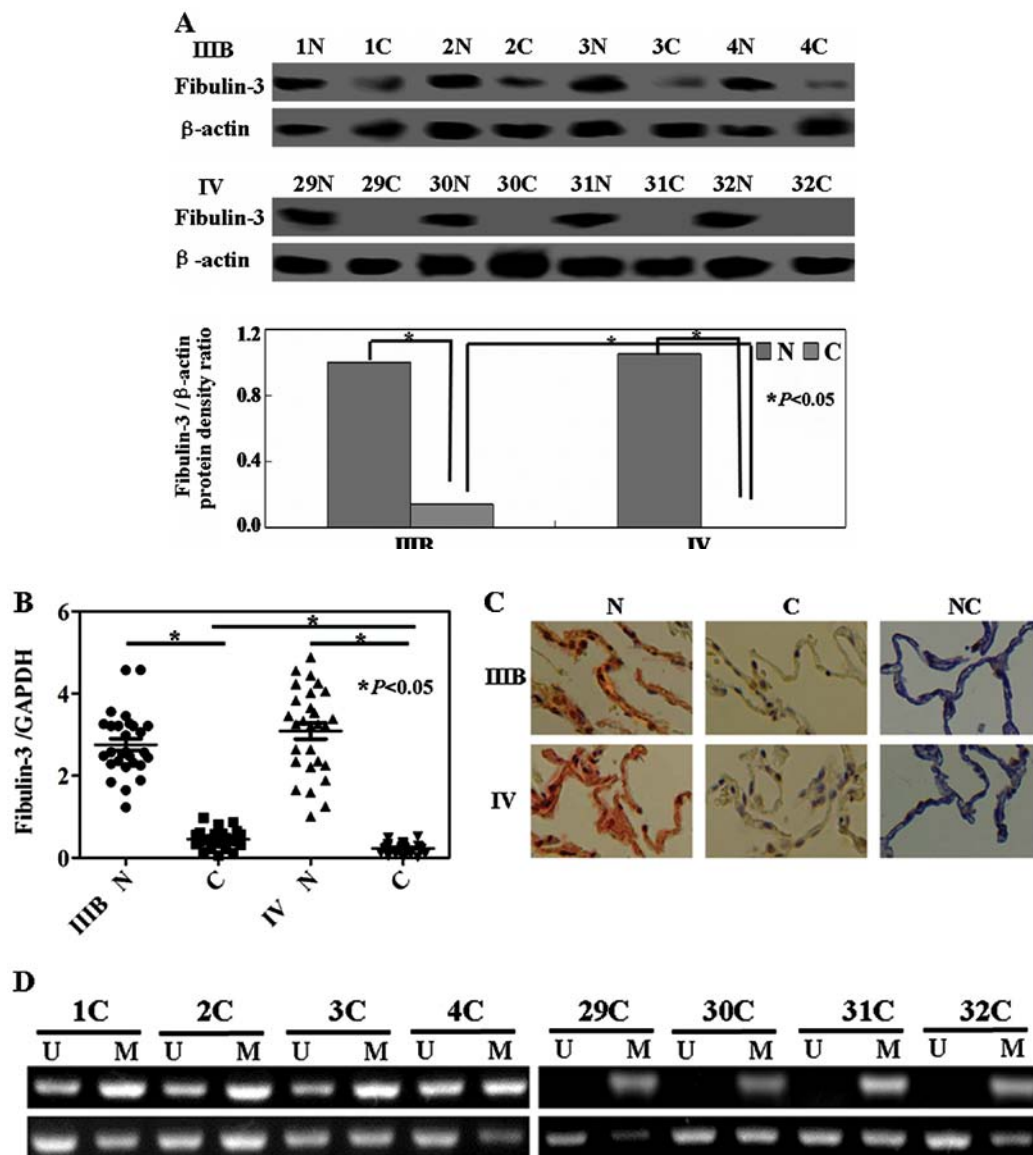 A
IIIB 1N 1C 2N 2C 3N 3C 4N 4C
Fibulin-3
β-actin
IV 29N 29C 30N 30C 31N 31C 32N 32C
Fibulin-3
β -actin
Fibulin-3 / β-actin
protein density ratio
1.2
0.8
0.4
0.0
* * *
N C
*P<0.05
IIIB IV
B
Fibulin-3 /GAPDH
6
4
2
0
*
* *
*P<0.05
IIIB N C IV N C
C
N C NC
IIIB
IV
D
1C 2C 3C 4C 29C 30C 31C 32C
U M U M U M U M U M U M U M U M